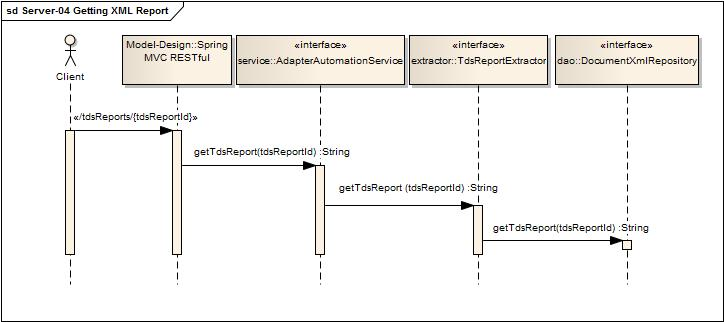 sd Server-04 Getting XML Report
Client
Model-Design::Spring
MVC RESTful
«interface»
service::AdapterAutomationService
«interface»
extractor::TdsReportExtractor
«interface»
dao::DocumentXmlRepository
«/tdsReports/{tdsReportId}»
getTdsReport(tdsReportId) :String
getTdsReport (tdsReportId) :String
getTdsReport(tdsReportId) :String